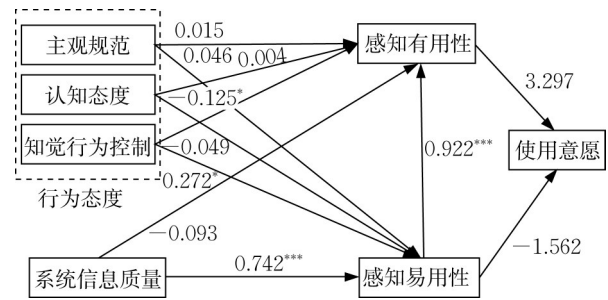 主观规范
0.015
感知有用性
0.046
0.004
认知态度
−0.125*
3.297
知觉行为控制
−0.049
0.922***
使用意愿
0.272*
行为态度
−0.093
−1.562
系统信息质量
0.742***
感知易用性